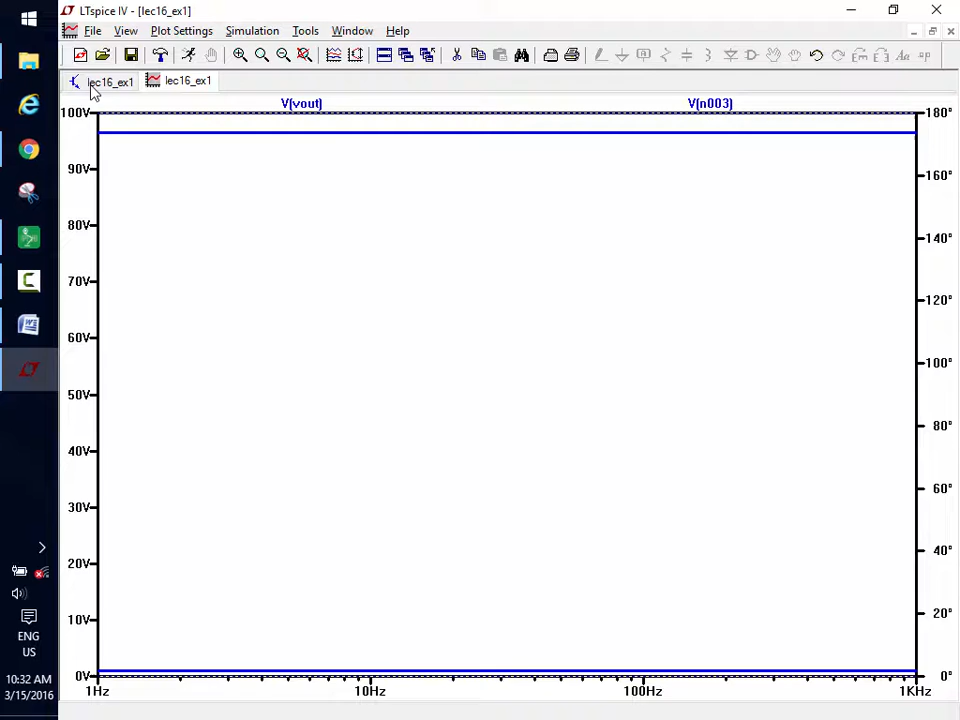 LTspice IV - [lec16_ex1]
File View Plot Settings Simulation Tools Window Help
lec16_ex1 lec16_ex1
V(vout) V(n003)
100V 180°
90V 160°
80V 140°
70V 120°
60V 100°
50V 80°
40V 60°
30V 40°
20V 20°
10V 0°
0V
1Hz 10Hz 100Hz 1KHz
ENG
US
10:32 AM
3/15/2016